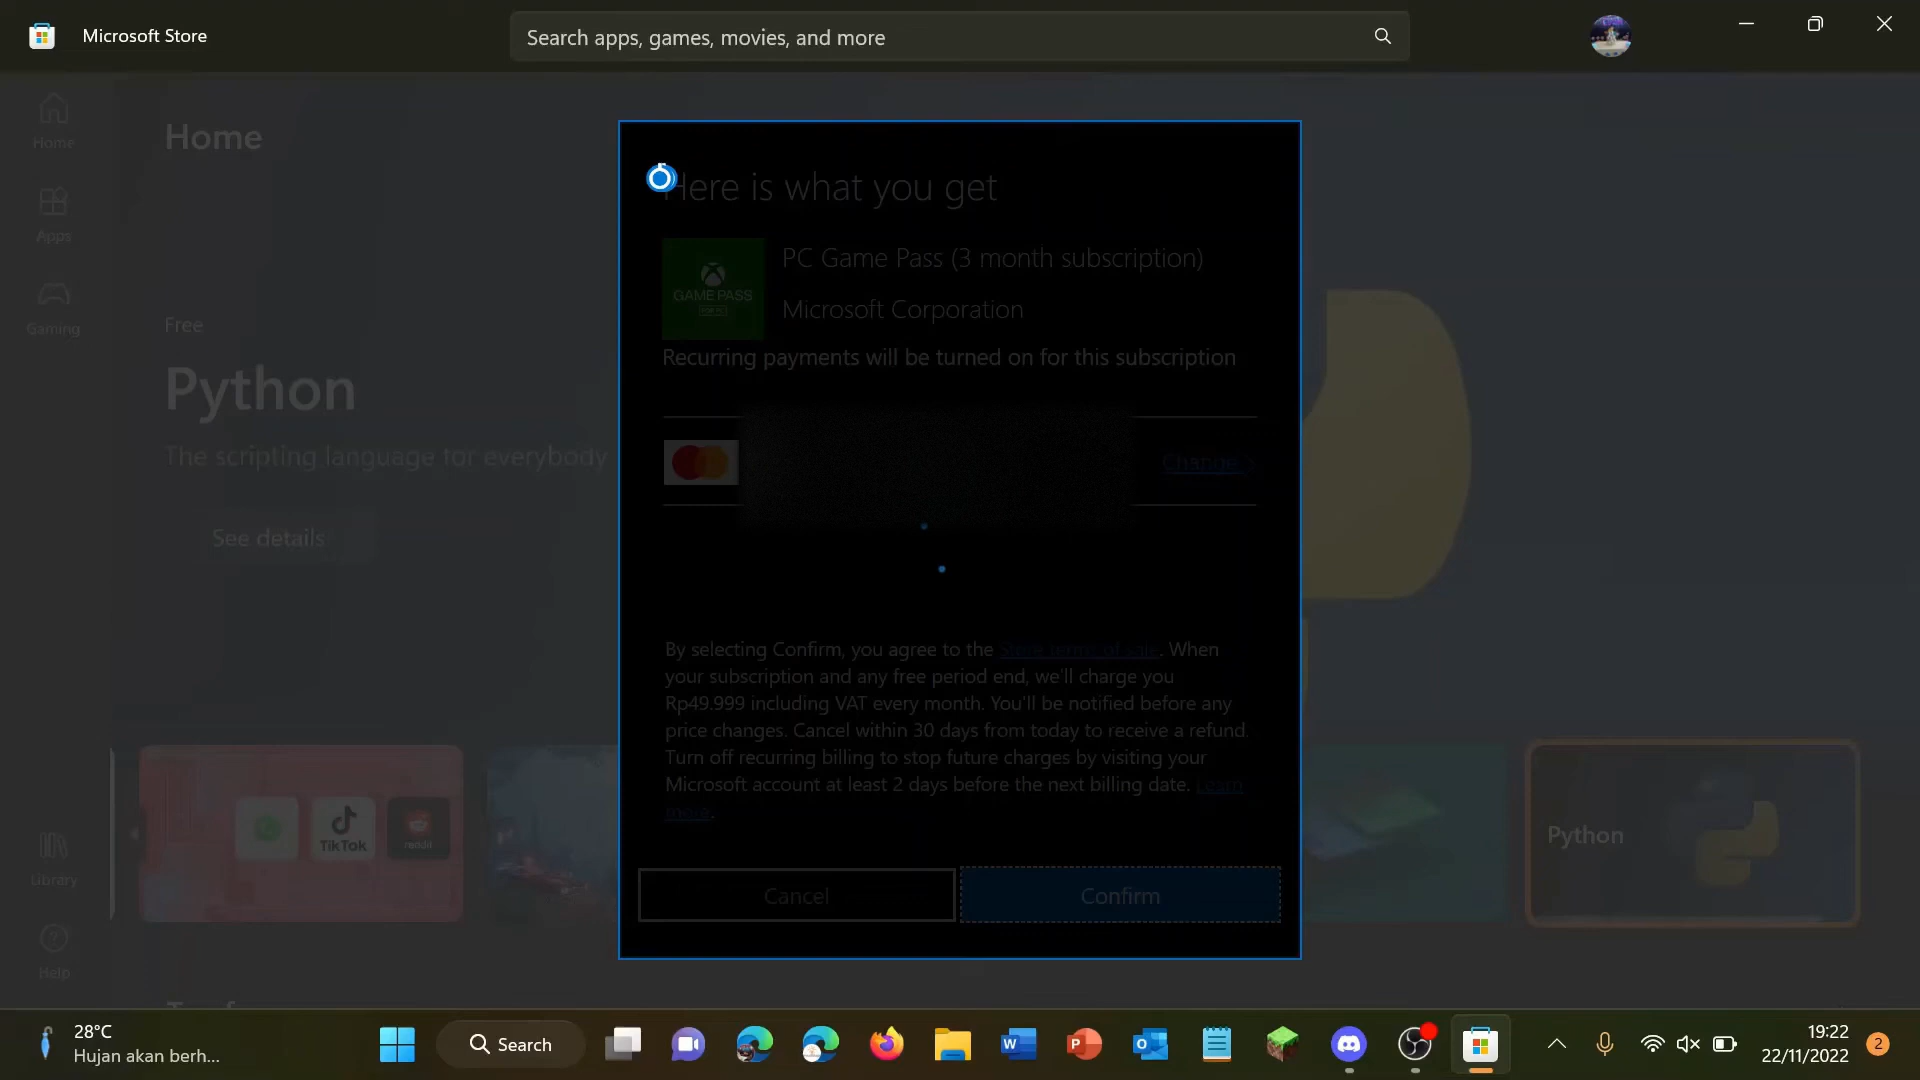 Microsoft Store
Search apps, games, movies, and more
Home
Apps
Gaming
Library
Help
Home
Free
Python
The scripting language for everybody
See details
TikTok
reddit
Python
Here is what you get
GAME PASS
PC Game Pass (3 month subscription)
Microsoft Corporation
Recurring payments will be turned on for this subscription
Change
By selecting Confirm, you agree to the Store terms of sale. When
your subscription and any free period end, we'll charge you
Rp49.999 including VAT every month. You'll be notified before any
price changes. Cancel within 30 days from today to receive a refund.
Turn off recurring billing to stop future charges by visiting your
Microsoft account at least 2 days before the next billing date. Learn
more.
Cancel
Confirm
28°C
Hujan akan berh...
Search
19:22
22/11/2022
2